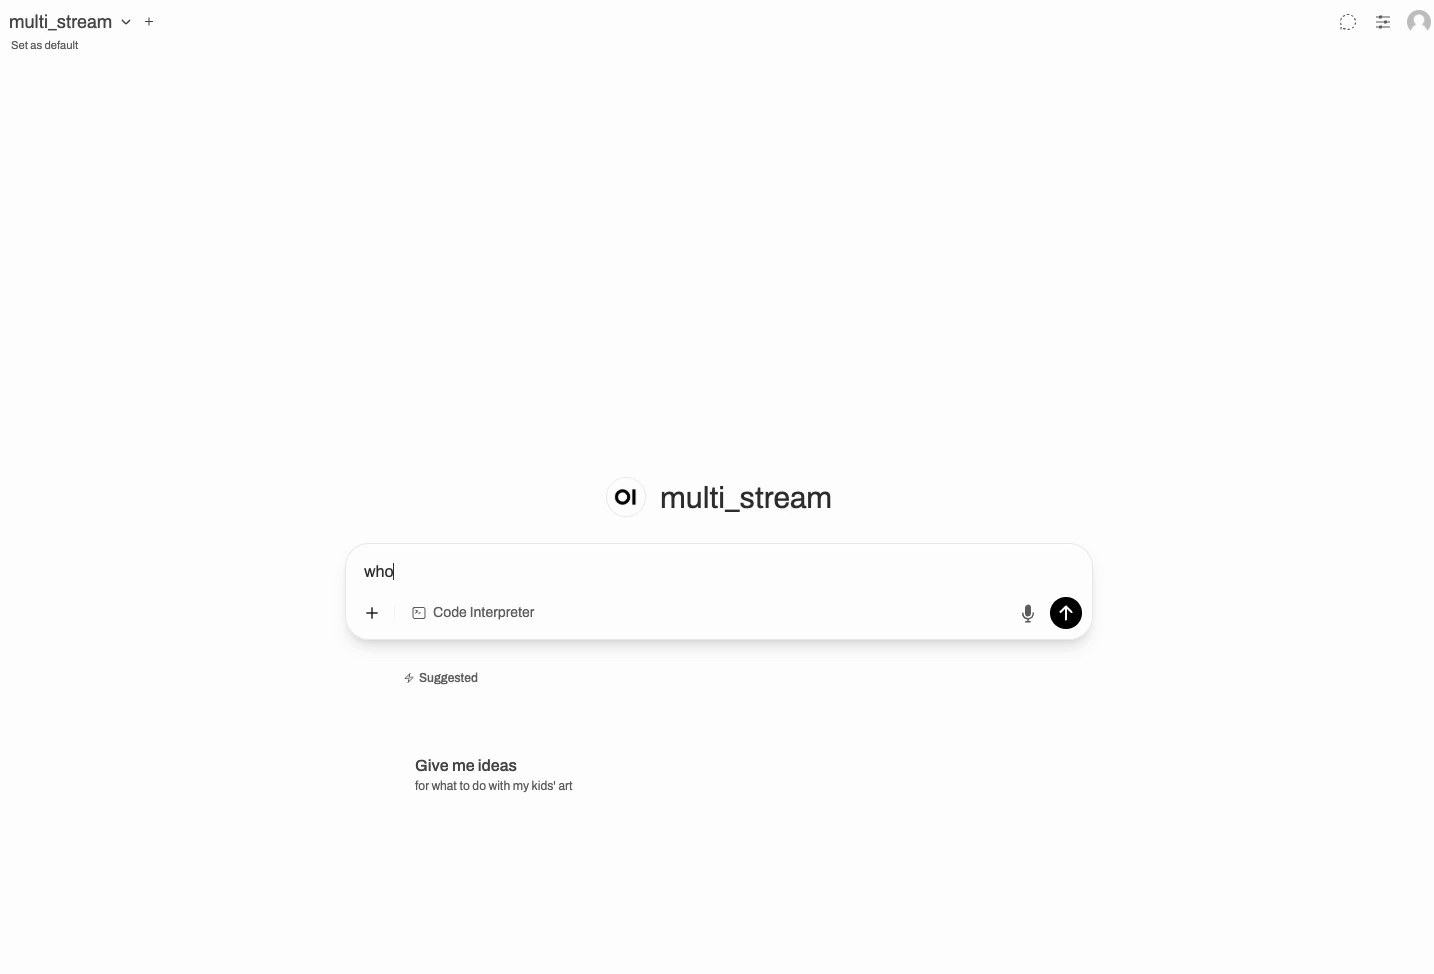 multi_stream
Set as default
OI multi_stream
who
Code Interpreter
Suggested
Give me ideas
for what to do with my kids' art